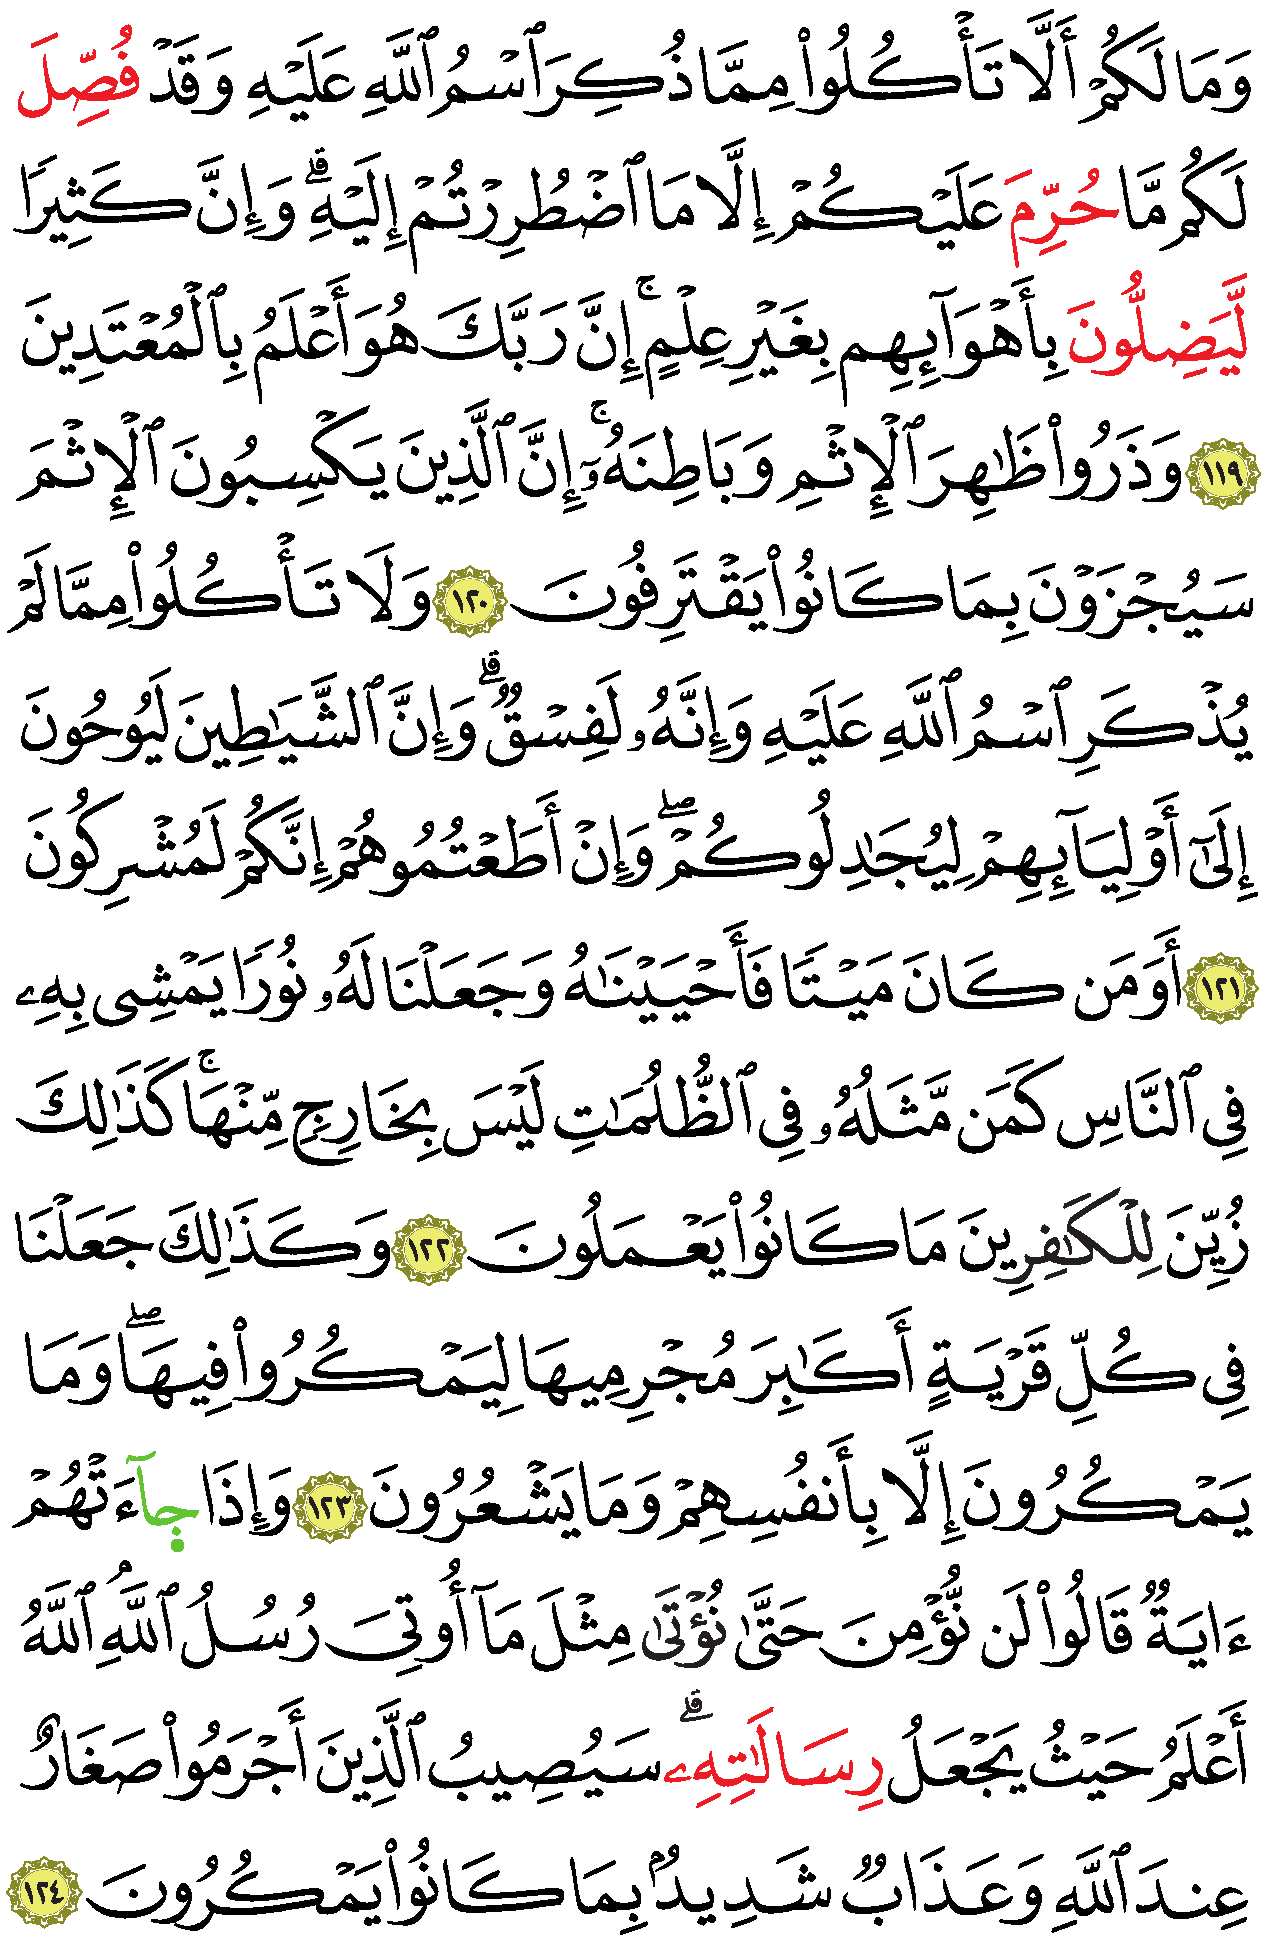 وَمَا لَكُمْ أَلَّا تَأْكُلُوا۟ مِمَّا ذُكِرَ ٱسْمُ ٱللَّهِ عَلَيْهِ وَقَدْ فُصِّلَ
لَكُم مَّا حُرِّمَ عَلَيْكُمْ إِلَّا مَا ٱضْطُرِرْتُمْ إِلَيْهِۗ وَإِنَّ كَثِيرًا
لَّيَضِلُّونَ بِأَهْوَآئِهِم بِغَيْرِ عِلْمٍۚ إِنَّ رَبَّكَ هُوَ أَعْلَمُ بِٱلْمُعْتَدِينَ
١١٩ وَذَرُوا۟ ظَٰهِرَ ٱلْإِثْمِ وَبَاطِنَهُۥٓۚ إِنَّ ٱلَّذِينَ يَكْسِبُونَ ٱلْإِثْمَ
سَيُجْزَوْنَ بِمَا كَانُوا۟ يَقْتَرِفُونَ ١٢٠ وَلَا تَأْكُلُوا۟ مِمَّا لَمْ
يُذْكَرِ ٱسْمُ ٱللَّهِ عَلَيْهِ وَإِنَّهُۥ لَفِسْقٌۗ وَإِنَّ ٱلشَّيَٰطِينَ لَيُوحُونَ
إِلَىٰٓ أَوْلِيَآئِهِمْ لِيُجَٰدِلُوكُمْۖ وَإِنْ أَطَعْتُمُوهُمْ إِنَّكُمْ لَمُشْرِكُونَ
١٢١ أَوَمَن كَانَ مَيْتًا فَأَحْيَيْنَٰهُ وَجَعَلْنَا لَهُۥ نُورًا يَمْشِى بِهِۦ
فِى ٱلنَّاسِ كَمَن مَّثَلُهُۥ فِى ٱلظُّلُمَٰتِ لَيْسَ بِخَارِجٍ مِّنْهَاۚ كَذَٰلِكَ
زُيِّنَ لِلْكَٰفِرِينَ مَا كَانُوا۟ يَعْمَلُونَ ١٢٢ وَكَذَٰلِكَ جَعَلْنَا
فِى كُلِّ قَرْيَةٍ أَكَٰبِرَ مُجْرِمِيهَا لِيَمْكُرُوا۟ فِيهَاۖ وَمَا
يَمْكُرُونَ إِلَّا بِأَنفُسِهِمْ وَمَا يَشْعُرُونَ ١٢٣ وَإِذَا جَآءَتْهُمْ
ءَايَةٌ قَالُوا۟ لَن نُّؤْمِنَ حَتَّىٰ نُؤْتَىٰ مِثْلَ مَآ أُوتِىَ رُسُلُ ٱللَّهِۘ ٱللَّهُ
أَعْلَمُ حَيْثُ يَجْعَلُ رِسَالَٰتِهِۦۗ سَيُصِيبُ ٱلَّذِينَ أَجْرَمُوا۟ صَغَارٌ
عِندَ ٱللَّهِ وَعَذَابٌ شَدِيدٌۢ بِمَا كَانُوا۟ يَمْكُرُونَ ١٢٤